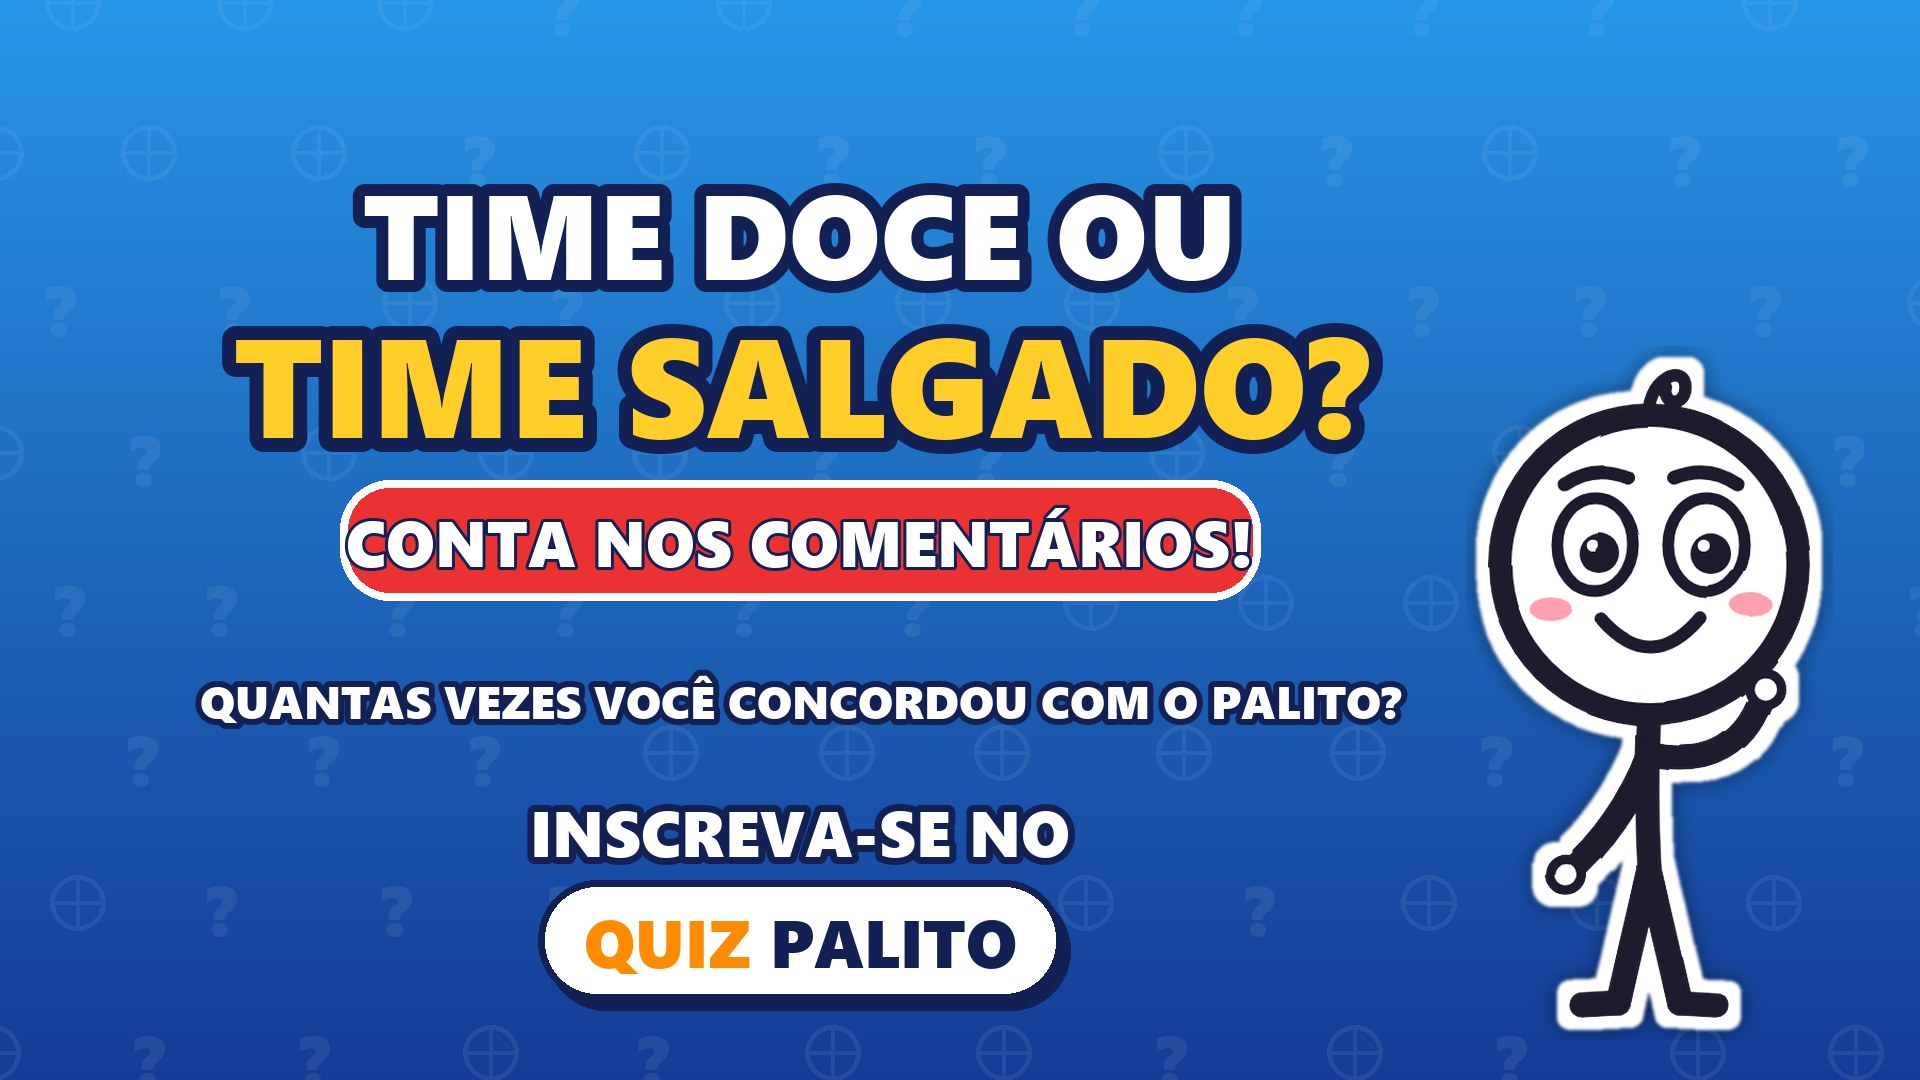 TIME DOCE OU
TIME SALGADO?
CONTA NOS COMENTÁRIOS!
QUANTAS VEZES VOCÊ CONCORDOU COM O PALITO?
INSCREVA-SE NO
QUIZ PALITO